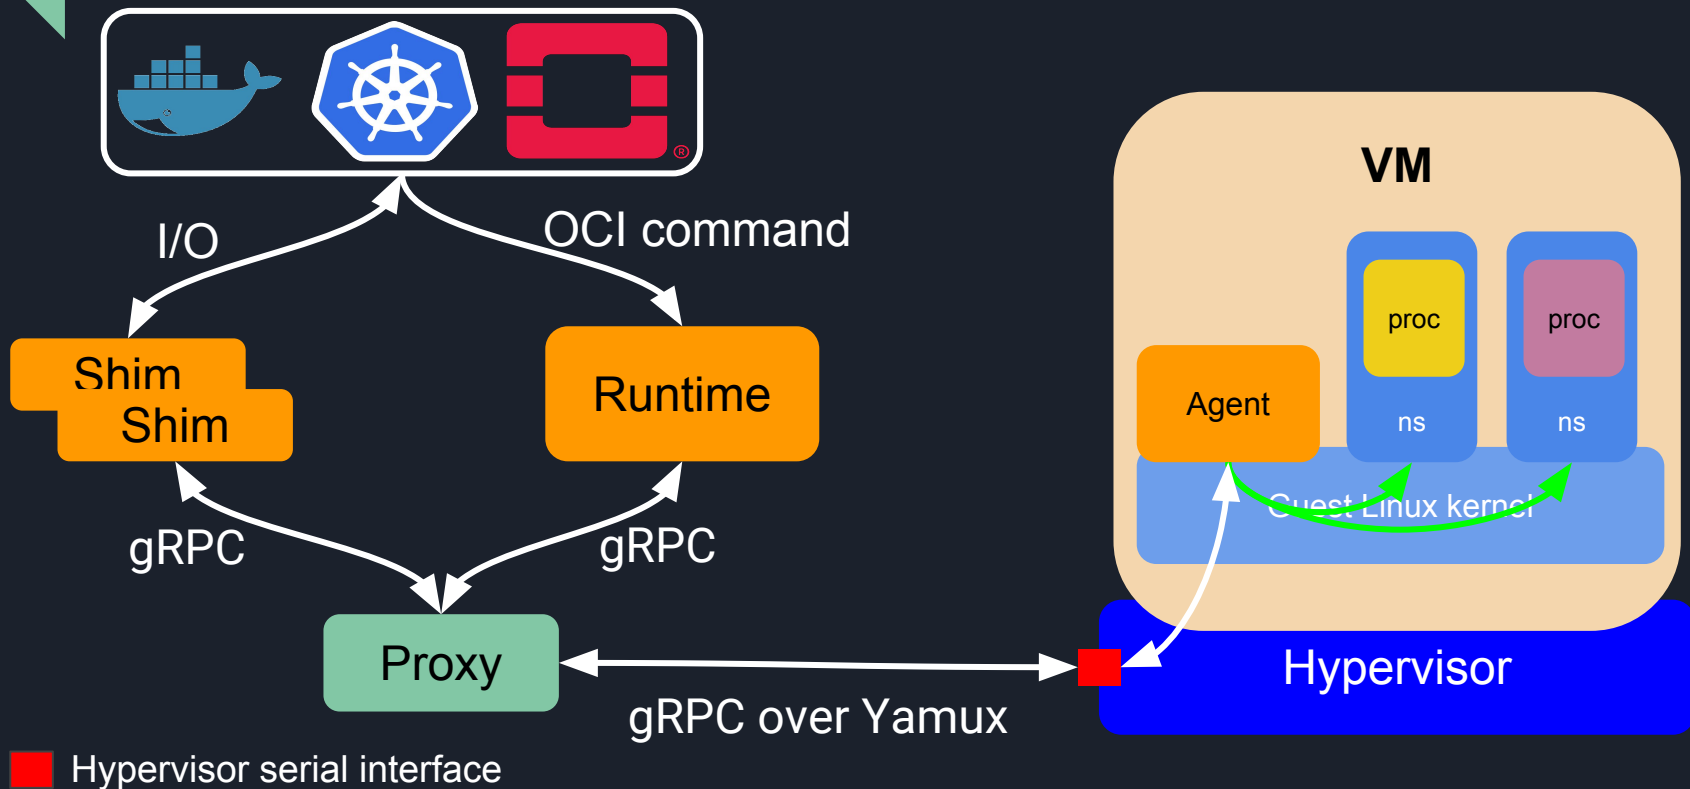 ®
I/O
OCI command
Shim
Shim
Runtime
gRPC
gRPC
Proxy
gRPC over Yamux
Hypervisor serial interface
VM
proc
proc
Agent
ns
ns
Guest Linux kernel
Hypervisor